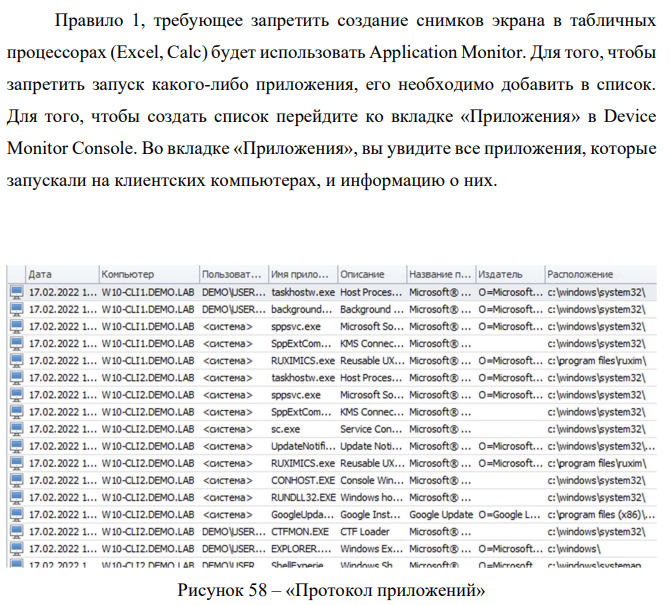 Правило 1, требующее запретить создание снимков экрана в табличных
процессорах (Excel, Calc) будет использовать Application Monitor. Для того, чтобы
запретить запуск какого-либо приложения, его необходимо добавить в список.
Для того, чтобы создать список перейдите ко вкладке «Приложения» в Device
Monitor Console. Во вкладке «Приложения», вы увидите все приложения, которые
запускали на клиентских компьютерах, и информацию о них.
Дата Компьютер Пользоват... Имя прило... Описание Название п... Издатель Расположение
17.02.2022 1... W10-CLI1.DEMO.LAB DEMO\USER... taskhostw.exe Host Proces... Microsoft® ... O=Microsoft... c:\windows\system32\
17.02.2022 1... W10-CLI1.DEMO.LAB DEMO\USER... background... Background ... Microsoft® ... O=Microsoft... c:\windows\system32\
17.02.2022 1... W10-CLI1.DEMO.LAB <система> sppsvc.exe Microsoft So... Microsoft® ... O=Microsoft... c:\windows\system32\
17.02.2022 1... W10-CLI1.DEMO.LAB <система> SppExtCom... KMS Connec... Microsoft® ... c:\windows\system32\
17.02.2022 1... W10-CLI1.DEMO.LAB <система> RUXIMICS.exe Reusable UX... Microsoft® ... O=Microsoft... c:\program files\ruxim\
17.02.2022 1... W10-CLI2.DEMO.LAB <система> taskhostw.exe Host Proces... Microsoft® ... O=Microsoft... c:\windows\system32\
17.02.2022 1... W10-CLI2.DEMO.LAB <система> sppsvc.exe Microsoft So... Microsoft® ... O=Microsoft... c:\windows\system32\
17.02.2022 1... W10-CLI2.DEMO.LAB <система> SppExtCom... KMS Connec... Microsoft® ... c:\windows\system32\
17.02.2022 1... W10-CLI2.DEMO.LAB <система> sc.exe Service Con... Microsoft® ... c:\windows\system32\
17.02.2022 1... W10-CLI2.DEMO.LAB <система> UpdateNotifi... Update Noti... Microsoft® ... O=Microsoft... c:\windows\system32\...
17.02.2022 1... W10-CLI2.DEMO.LAB <система> RUXIMICS.exe Reusable UX... Microsoft® ... O=Microsoft... c:\program files\ruxim\
17.02.2022 1... W10-CLI2.DEMO.LAB <система> CONHOST.EXE Console Win... Microsoft® ... c:\windows\system32\
17.02.2022 1... W10-CLI2.DEMO.LAB <система> RUNDLL32.EXE Windows ho... Microsoft® ... c:\windows\system32\
17.02.2022 1... W10-CLI2.DEMO.LAB <система> GoogleUpda... Google Inst... Google Update O=Google L... c:\program files (x86)\...
17.02.2022 1... W10-CLI2.DEMO.LAB DEMO\USER... CTFMON.EXE CTF Loader Microsoft® ... c:\windows\system32\
17.02.2022 1... W10-CLI2.DEMO.LAB DEMO\USER... EXPLORER.... Windows Ex... Microsoft® ... O=Microsoft... c:\windows\
17.02.2022 1... W10-CLI2.DEMO.LAB DEMO\USER... ShellExperie... Windows Sh... Microsoft® ... O=Microsoft... c:\windows\systemap...
Рисунок 58 – «Протокол приложений»